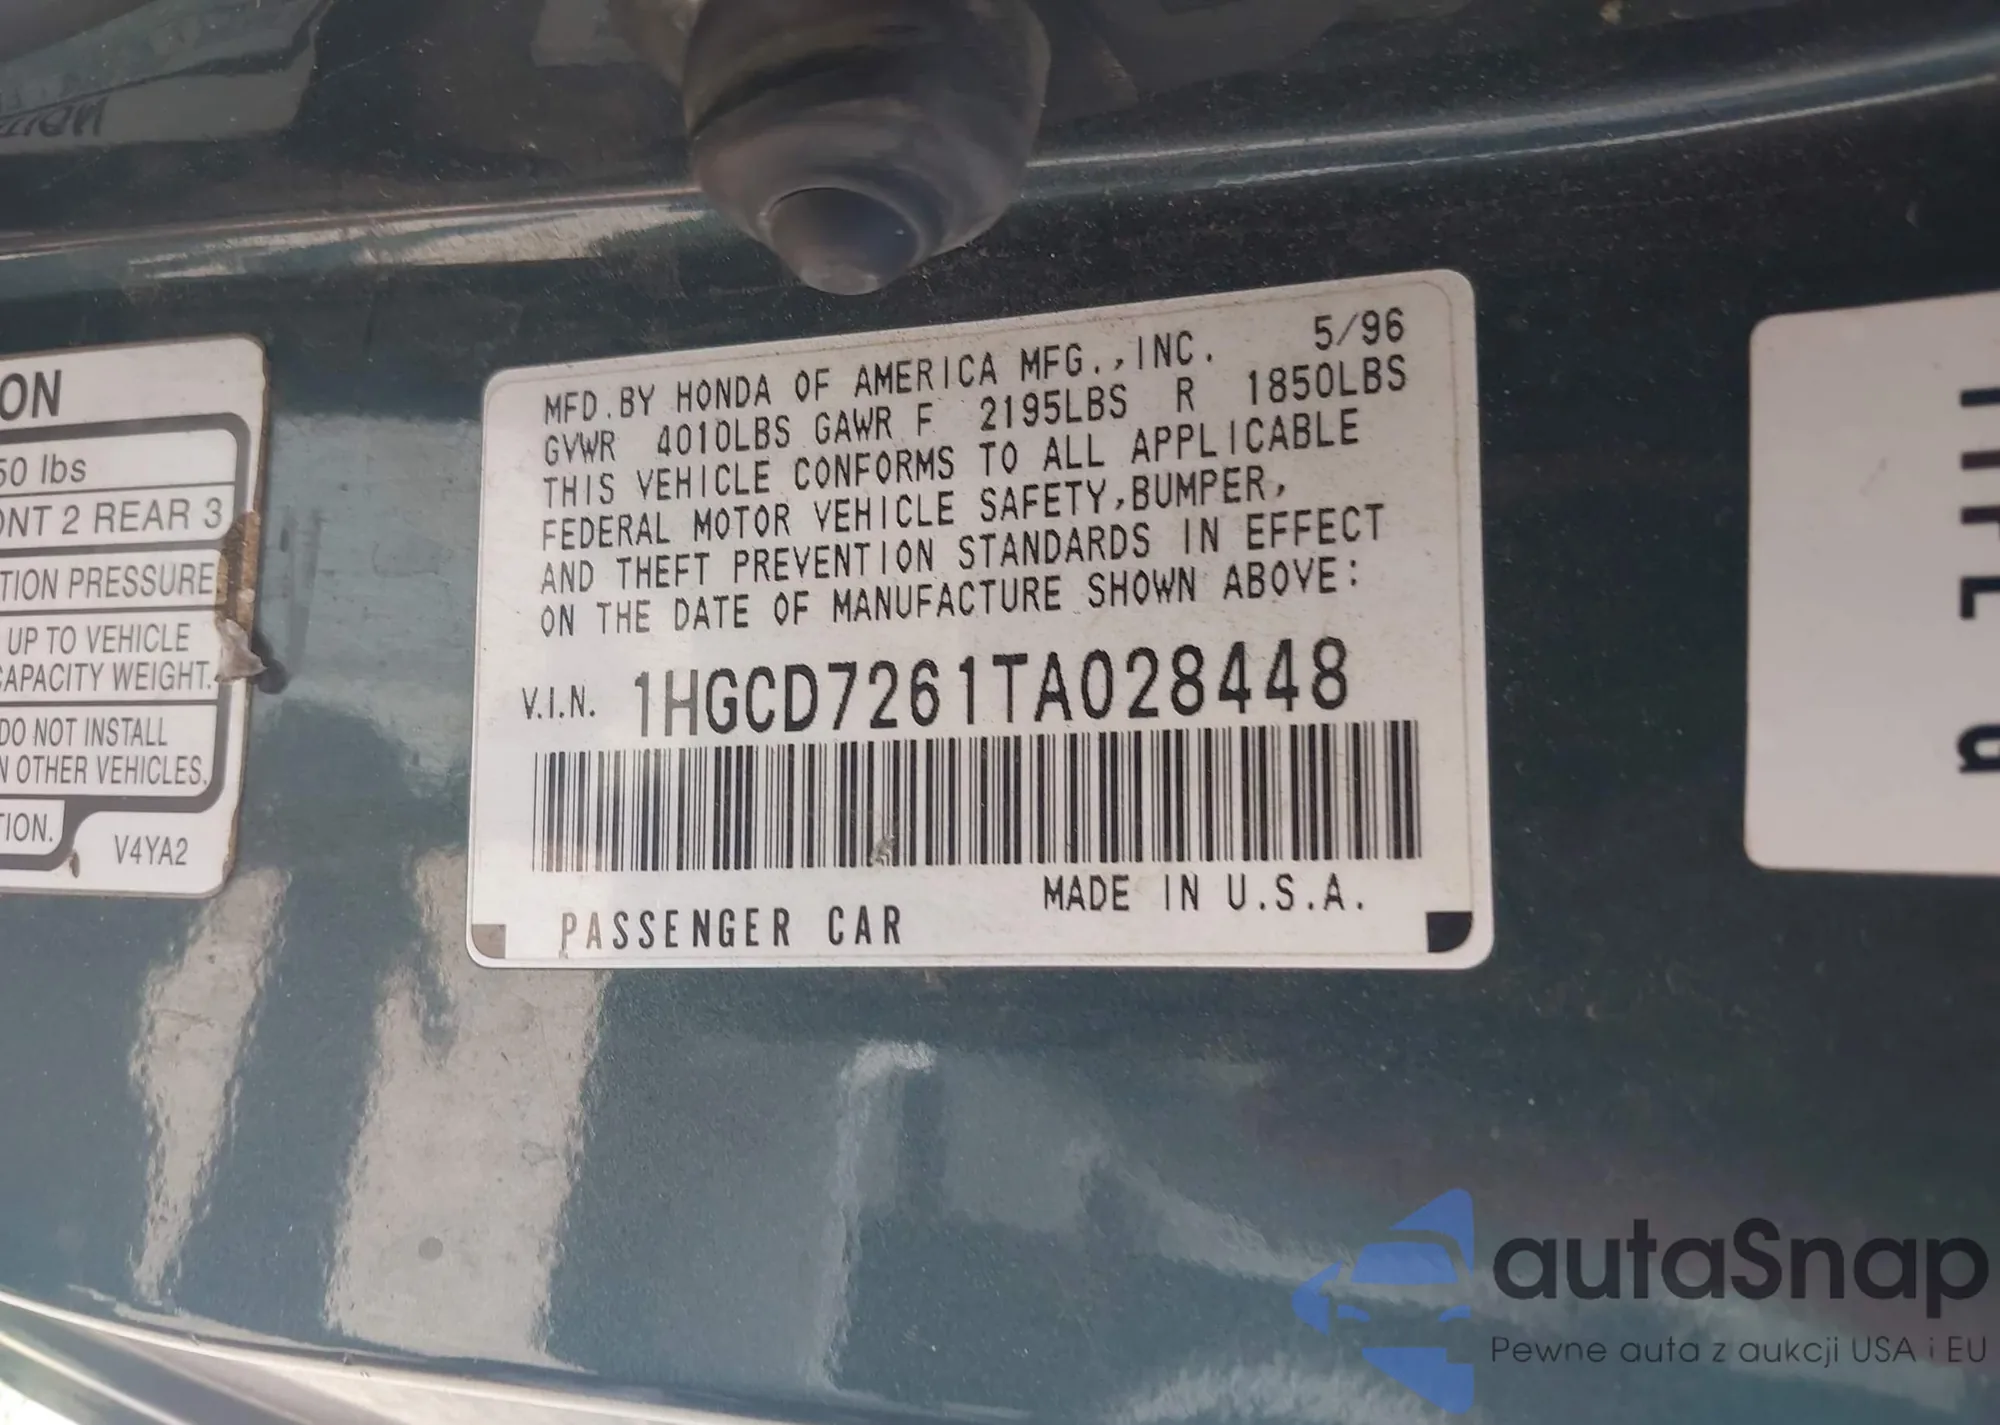 ON
50 lbs
ONT 2 REAR 3
TION PRESSURE
UP TO VEHICLE
CAPACITY WEIGHT.
DO NOT INSTALL
N OTHER VEHICLES.
TION.
V4YA2
MFD.BY HONDA OF AMERICA MFG.,INC. 5/96
GVWR 4010LBS GAWR F 2195LBS R 1850LBS
THIS VEHICLE CONFORMS TO ALL APPLICABLE
FEDERAL MOTOR VEHICLE SAFETY,BUMPER,
AND THEFT PREVENTION STANDARDS IN EFFECT
ON THE DATE OF MANUFACTURE SHOWN ABOVE:
V.I.N. 1HGCD7261TA028448
MADE IN U.S.A.
PASSENGER CAR
autaSnap
Pewne auta z aukcji USA i EU